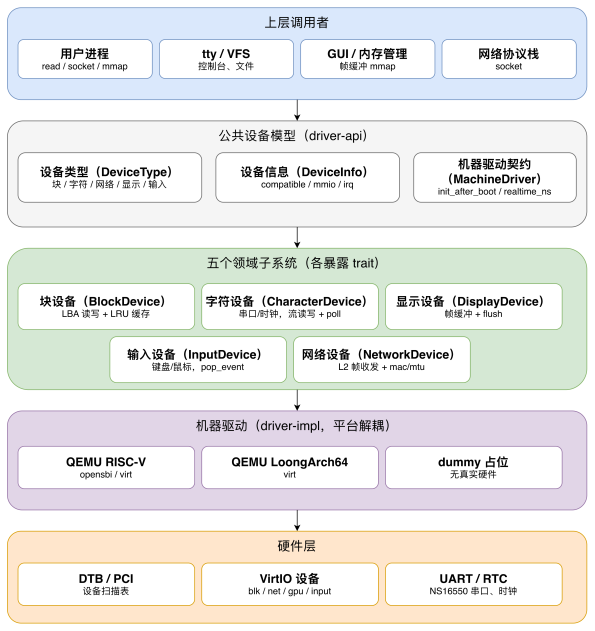 上层调用者
用户进程
read / socket / mmap
tty / VFS
控制台、文件
GUI / 内存管理
帧缓冲 mmap
网络协议栈
socket
公共设备模型（driver-api）
设备类型（DeviceType）
块 / 字符 / 网络 / 显示 / 输入
设备信息（DeviceInfo）
compatible / mmio / irq
机器驱动契约
（MachineDriver）
init_after_boot / realtime_ns
五个领域子系统（各暴露 trait）
块设备（BlockDevice）
LBA 读写 + LRU 缓存
字符设备（CharacterDevice）
串口/时钟，流读写 + poll
显示设备（DisplayDevice）
帧缓冲 + flush
输入设备（InputDevice）
键盘/鼠标，pop_event
网络设备（NetworkDevice）
L2 帧收发 + mac/mtu
机器驱动（driver-impl，平台解耦）
QEMU RISC-V
opensbi / virt
QEMU LoongArch64
virt
dummy 占位
无真实硬件
硬件层
DTB / PCI
设备扫描表
VirtIO 设备
blk / net / gpu / input
UART / RTC
NS16550 串口、时钟